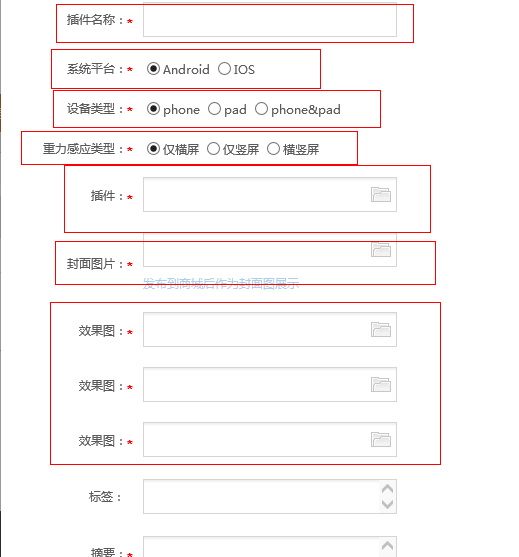 插件名称：*
系统平台：* Android IOS
设备类型：* phone pad phone&pad
重力感应类型：* 仅横屏 仅竖屏 横竖屏
插件：*
封面图片：*
发布到商城后作为封面图展示
效果图：*
效果图：*
效果图：*
标签：
摘要：*